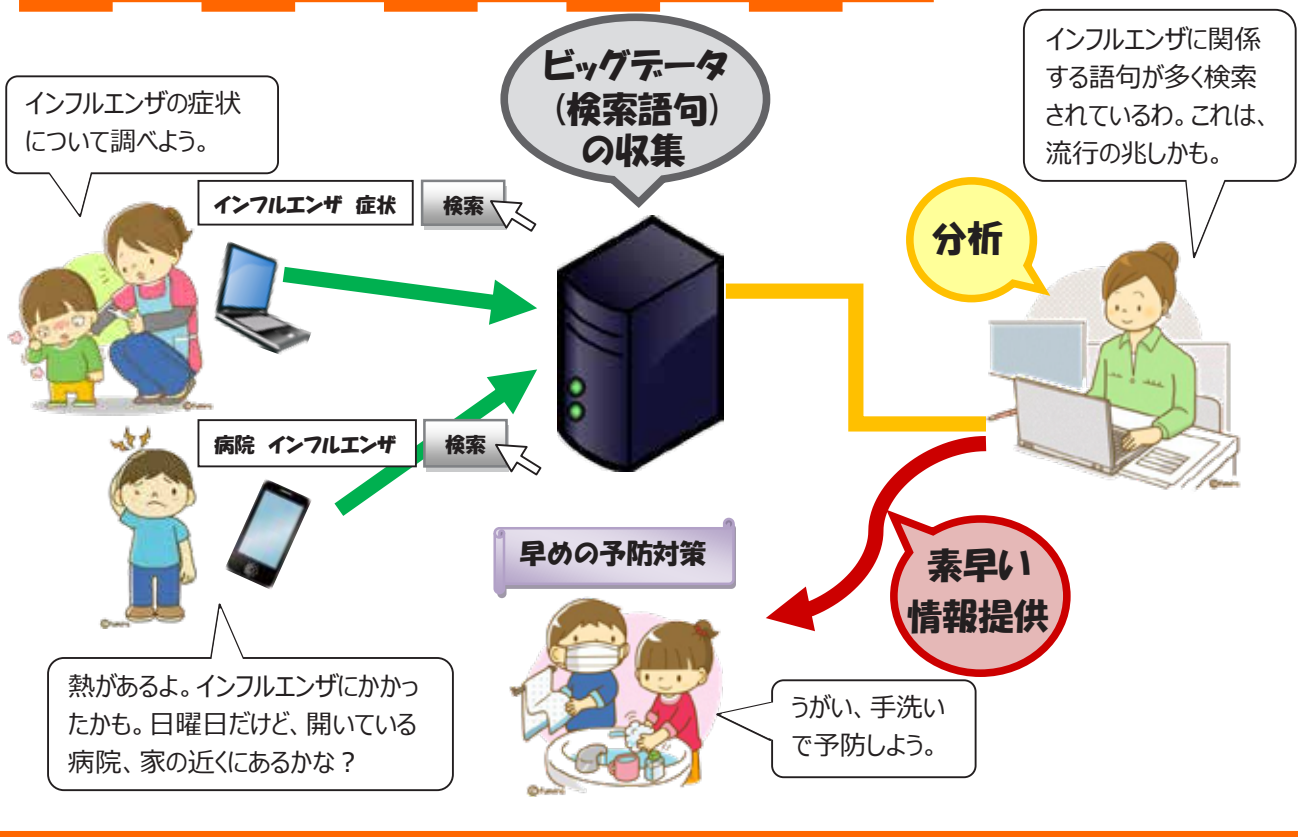 ビッグデータ
(検索語句)
の収集
インフルエンザの症状
について調べよう。
インフルエンザに関係
する語句が多く検索
されているわ。これは、
流行の兆しかも。
インフルエンザ 症状
検索
分析
病院 インフルエンザ
検索
早めの予防対策
素早い
情報提供
熱があるよ。インフルエンザにかかっ
たかも。日曜日だけど、開いている
病院、家の近くにあるかな？
うがい、手洗い
で予防しよう。